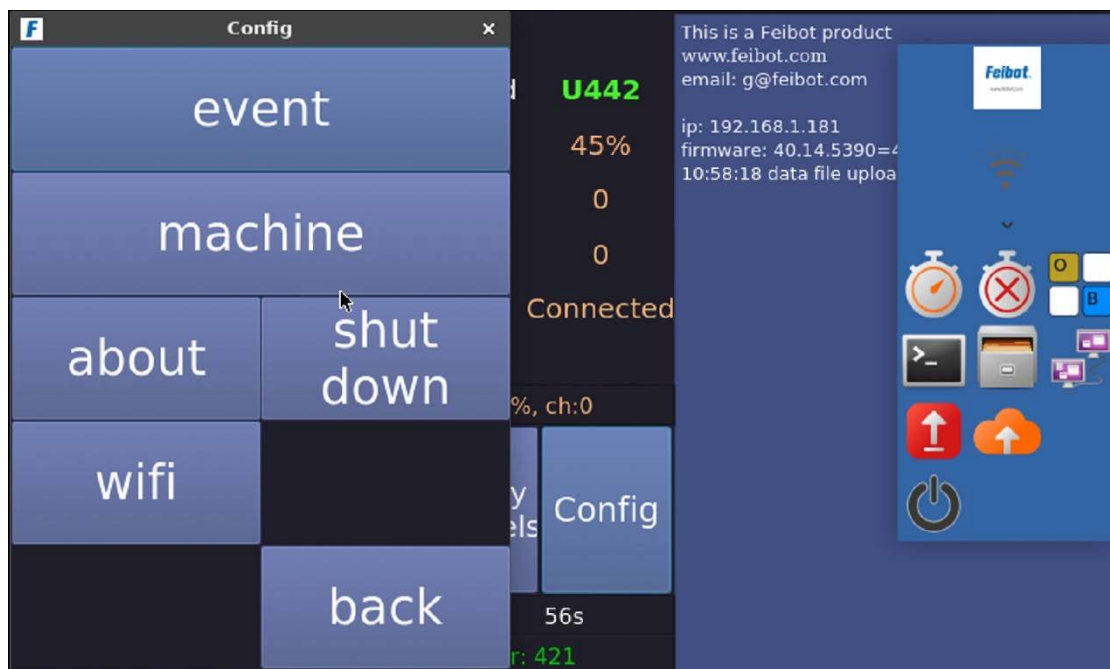 Config
event
machine
about
shut
down
wifi
back
U442
45%
0
0
Connected
%, ch:0
Config
56s
r: 421
This is a Feibot product
www.feibot.com
email: g@feibot.com
ip: 192.168.1.181
firmware: 40.14.5390=4
10:58:18 data file uploa
Feibot
O
B
>_